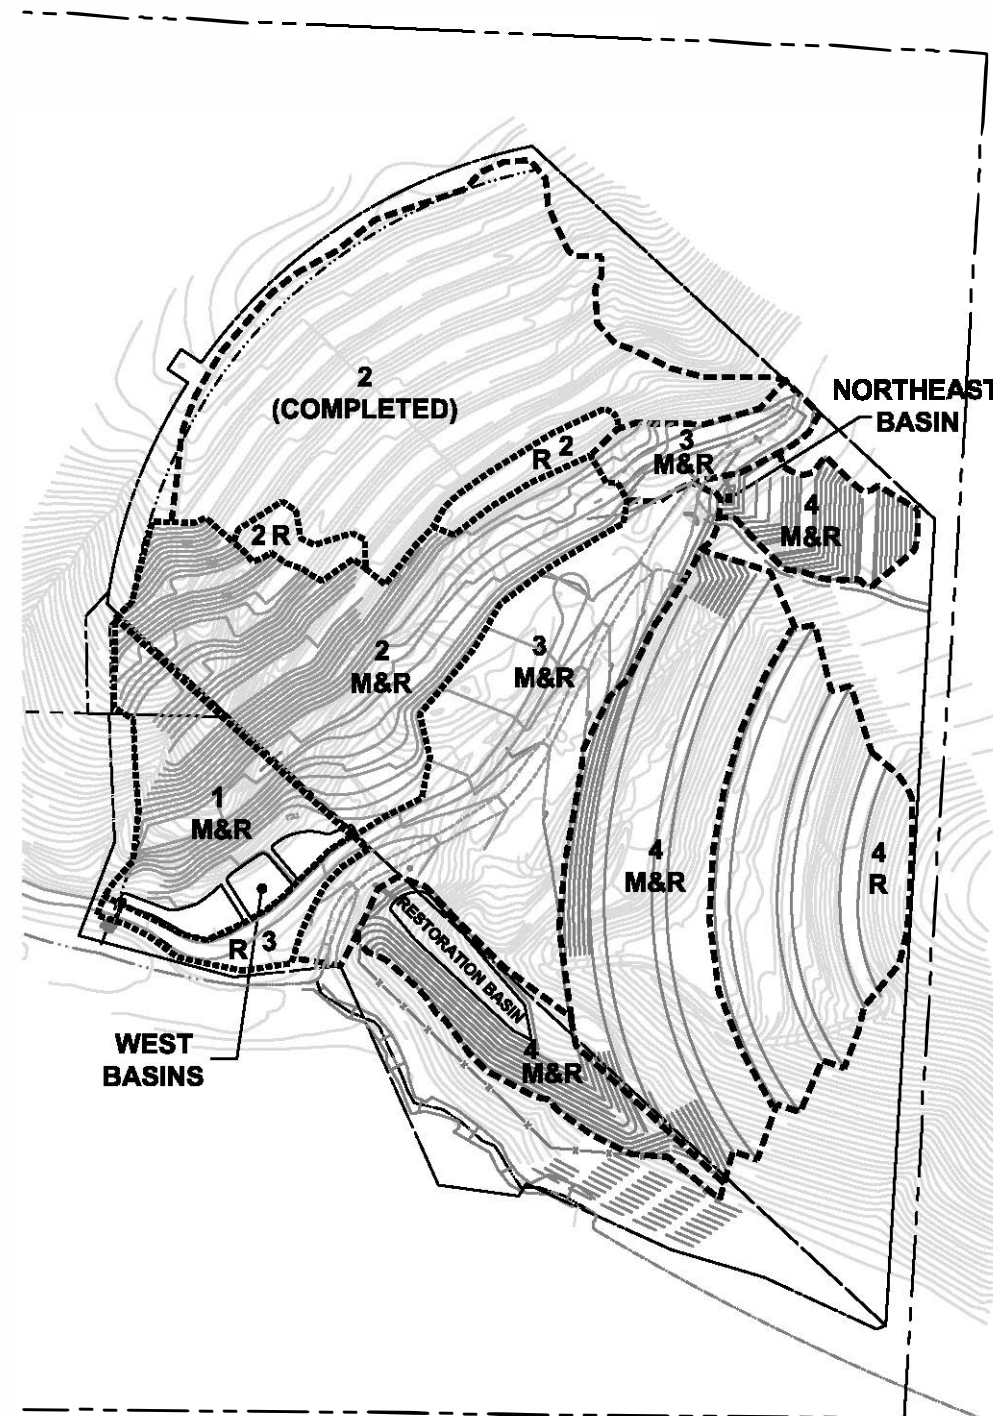 2
(COMPLETED)
NORTHEAST
BASIN
R 2
3
M&R
2 R
4
M&R
2
M&R
3
M&R
1
M&R
4
M&R
4
R
RESTORATION BASIN
R 3
WEST
BASINS
4
M&R